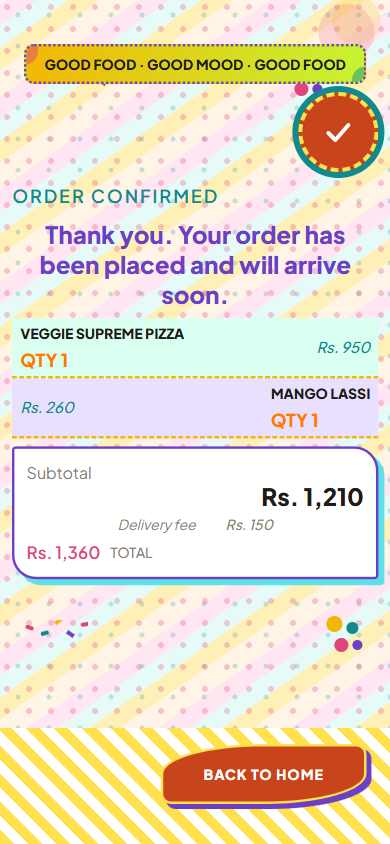 GOOD FOOD · GOOD MOOD · GOOD FOOD
ORDER CONFIRMED
Thank you. Your order has
been placed and will arrive
soon.
VEGGIE SUPREME PIZZA
QTY 1
Rs. 950
MANGO LASSI
QTY 1
Rs. 260
Subtotal
Rs. 1,210
Delivery fee Rs. 150
Rs. 1,360 TOTAL
BACK TO HOME